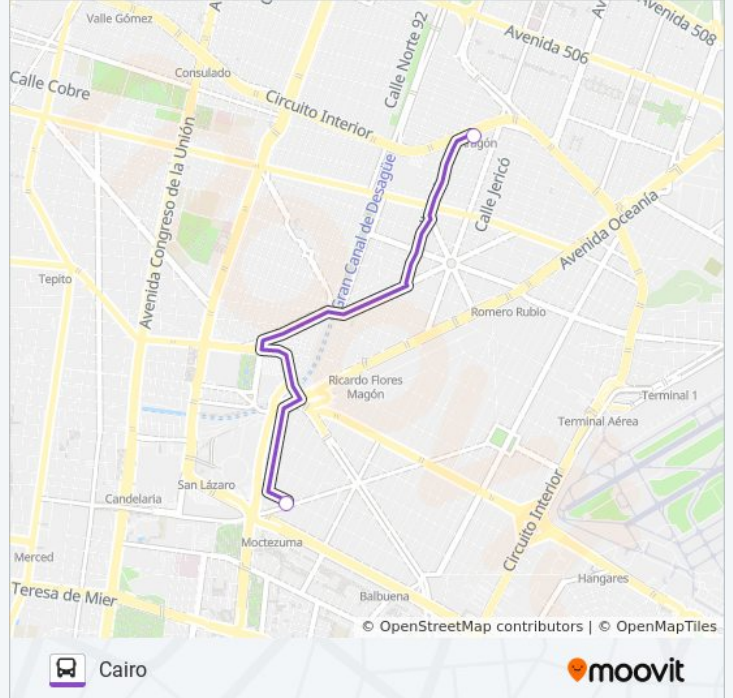 Valle Gómez
Consulado
Calle Cobre
Circuito Interior
Calle Norte 92
Avenida 506
Avenida 508
Av
A
C
agón
Calle Jericó
Avenida Congreso de la Unión
Gran Canal de Desagüe
Avenida Oceanía
Tepito
Romero Rubio
Ricardo Flores
Magón
Terminal 1
Terminal Aérea
San Lázaro
Candelaria
Circuito Interior
Moctezuma
Merced
Hangares
Teresa de Mier
Balbuena
© OpenStreetMap contributors | © OpenMapTiles
Cairo
moovit